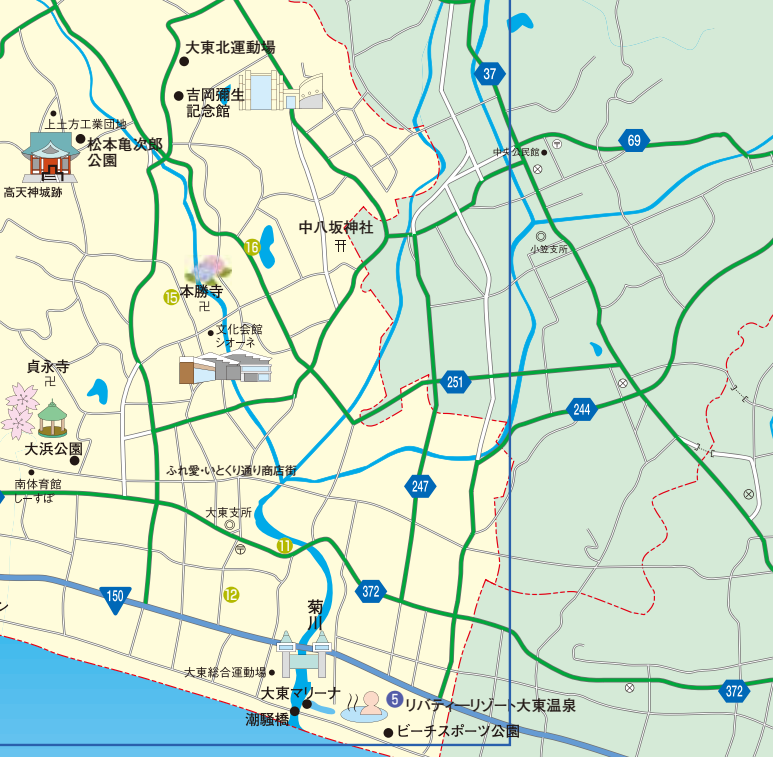 大東北運動場
37
吉岡彌生
記念館
上土方工業団地
松本亀次郎
公園
69
中央公民館
高天神城跡
中八坂神社
16
小笠支所
本勝寺
15
文化会館
シオーネ
貞永寺
251
244
大浜公園
ふれ愛・いとくり通り商店街
南体育館
しーすぽ
247
大東支所
11
12
150
372
菊
川
ン
大東総合運動場
372
大東マリーナ
5
リバティーリゾート大東温泉
潮騒橋
ビーチスポーツ公園